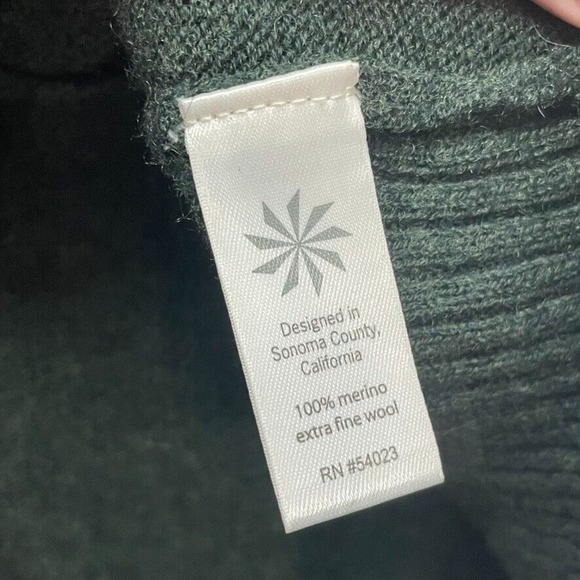 Designed in
Sonoma County,
California
100% merino
extra fine wool
RN #54023